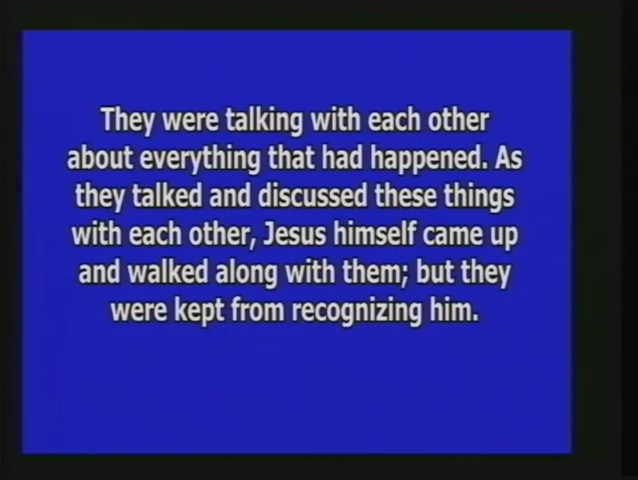 They were talking with each other
about everything that had happened. As
they talked and discussed these things
with each other, Jesus himself came up
and walked along with them; but they
were kept from recognizing him.